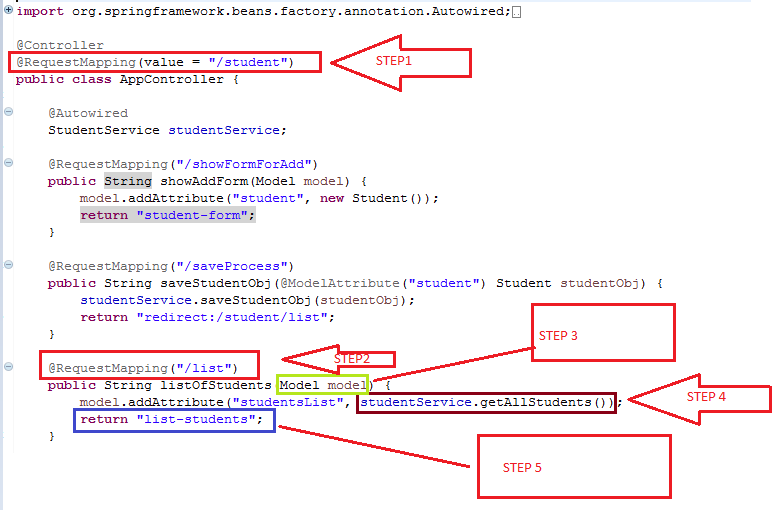 import org.springframework.beans.factory.annotation.Autowired;
@Controller
@RequestMapping(value = "/student")
STEP1
public class AppController {
@Autowired
StudentService studentService;
@RequestMapping("/showFormForAdd")
public String showAddForm(Model model) {
model.addAttribute("student", new Student());
return "student-form";
}
@RequestMapping("/saveProcess")
public String saveStudentObj(@ModelAttribute("student") Student studentObj) {
studentService.saveStudentObj(studentObj);
return "redirect:/student/list";
}
STEP 3
@RequestMapping("/list")
STEP2
public String listOfStudents Model model) {
model.addAttribute("studentsList", studentService.getAllStudents());
STEP 4
return "list-students";
}
STEP 5